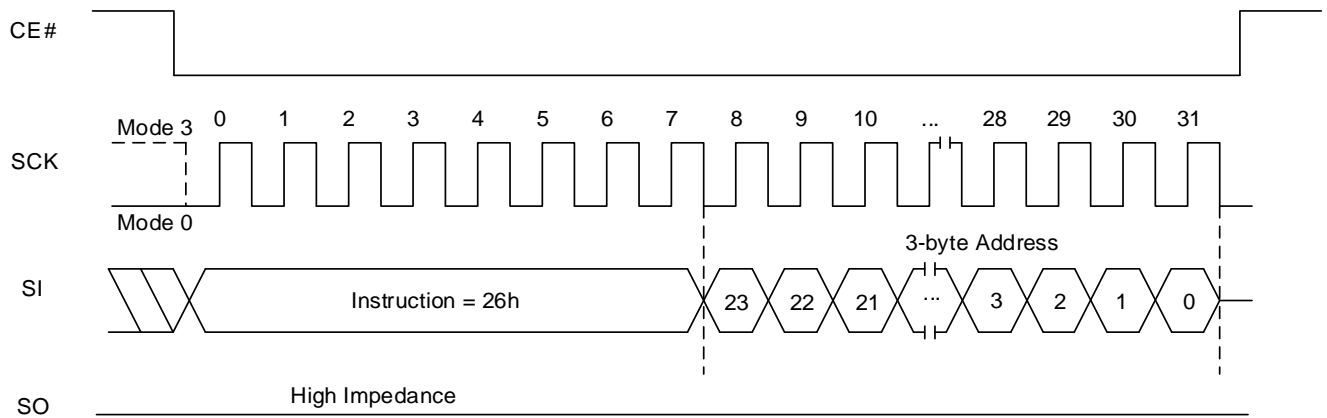 CE#
Mode 3
0 1 2 3 4 5 6 7 8 9 10 ... 28 29 30 31
SCK
Mode 0
3-byte Address
SI
Instruction = 26h
23 22 21 ... 3 2 1 0
High Impedance
SO